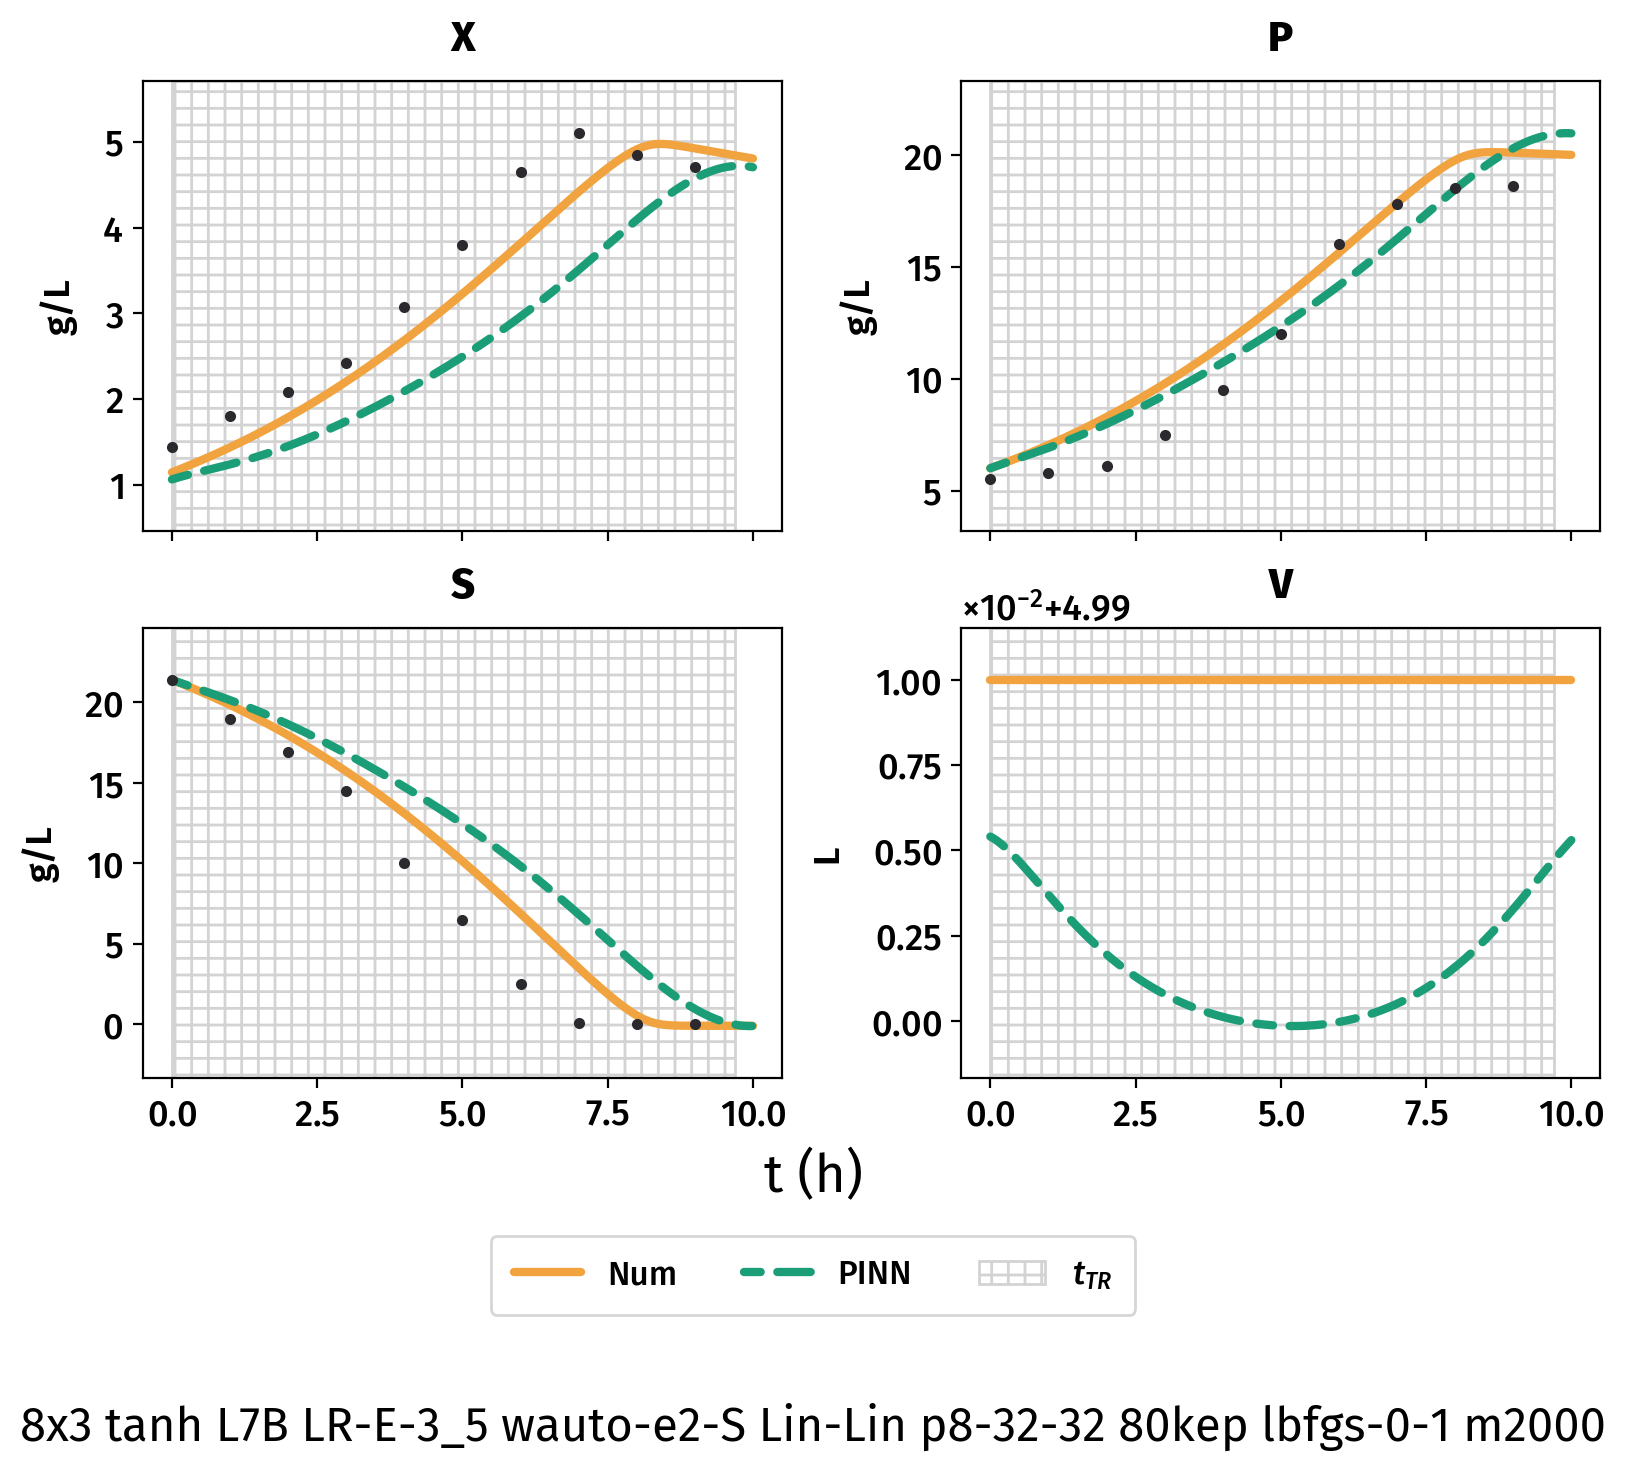 X
P
5
4
3
2
1
g/L
20
15
10
5
g/L
S
V
×10⁻²+4.99
20
15
10
5
0
g/L
1.00
0.75
0.50
0.25
0.00
L
0.0 2.5 5.0 7.5 10.0
0.0 2.5 5.0 7.5 10.0
t (h)
Num PINN t_TR
8x3 tanh L7B LR-E-3_5 wauto-e2-S Lin-Lin p8-32-32 80kep lbfgs-0-1 m2000